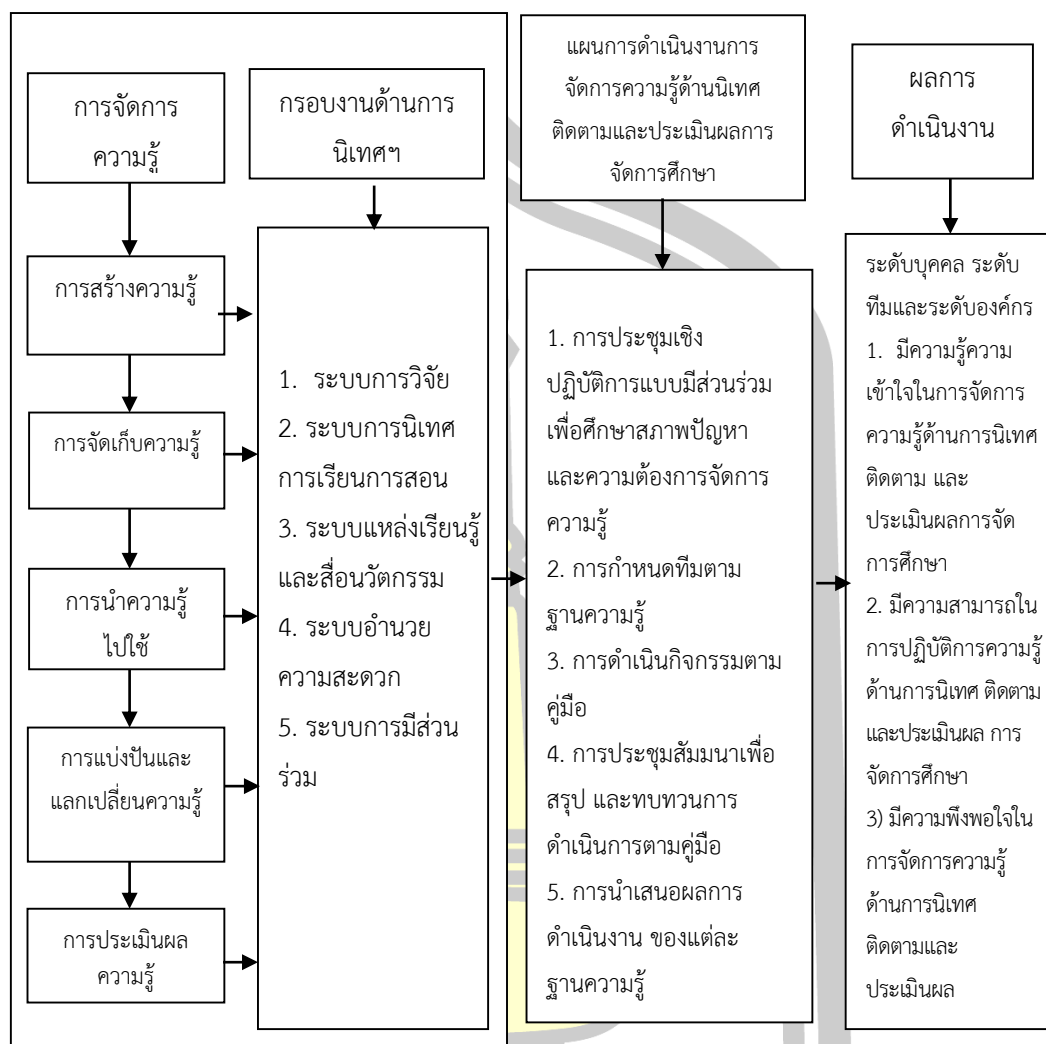 การจัดการ
ความรู้
การสร้างความรู้
การจัดเก็บความรู้
การนำความรู้
ไปใช้
การแบ่งปันและ
แลกเปลี่ยนความรู้
การประเมินผล
ความรู้
กรอบงานด้านการ
นิเทศฯ
1.  ระบบการวิจัย
2. ระบบการนิเทศ
การเรียนการสอน
3. ระบบแหล่งเรียนรู้
และสื่อนวัตกรรม
4. ระบบอำนวย
ความสะดวก
5. ระบบการมีส่วน
ร่วม
แผนการดำเนินงานการ
จัดการความรู้ด้านนิเทศ
ติดตามและประเมินผลการ
จัดการศึกษา
1. การประชุมเชิง
ปฏิบัติการแบบมีส่วนร่วม
เพื่อศึกษาสภาพปัญหา
และความต้องการจัดการ
ความรู้
2. การกำหนดทีมตาม
ฐานความรู้
3. การดำเนินกิจกรรมตาม
คู่มือ
4. การประชุมสัมมนาเพื่อ
สรุป และทบทวนการ
ดำเนินการตามคู่มือ
5. การนำเสนอผลการ
ดำเนินงาน ของแต่ละ
ฐานความรู้
ผลการ
ดำเนินงาน
ระดับบุคคล ระดับ
ทีมและระดับองค์กร
1.  มีความรู้ความ
เข้าใจในการจัดการ
ความรู้ด้านการนิเทศ
ติดตาม และ
ประเมินผลการจัด
การศึกษา
2. มีความสามารถใน
การปฏิบัติการความรู้
ด้านการนิเทศ ติดตาม
และประเมินผล การ
จัดการศึกษา
3) มีความพึงพอใจใน
การจัดการความรู้
ด้านการนิเทศ
ติดตามและ
ประเมินผล